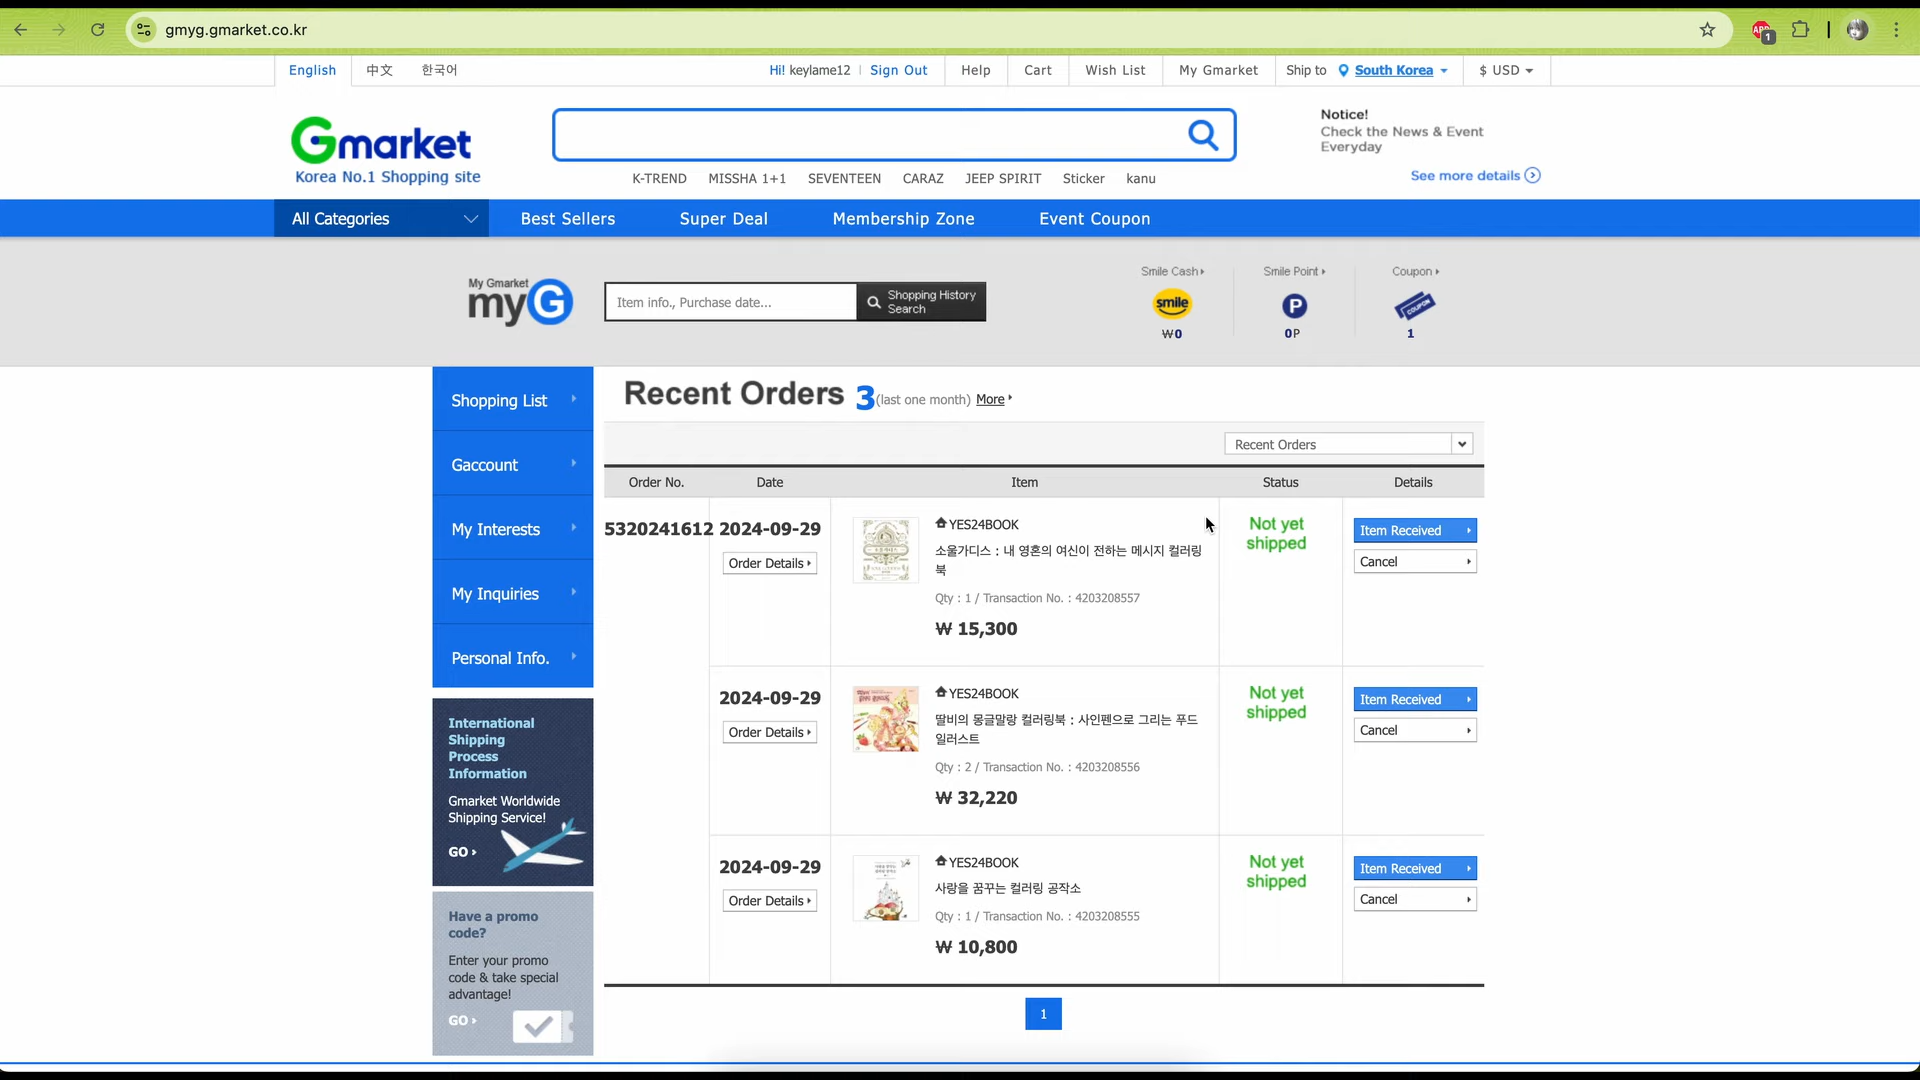 gmyg.gmarket.co.kr
1
English 中文 한국어 Hi! keylame12 Sign Out Help Cart Wish List My Gmarket Ship to South Korea $ USD
Gmarket
Korea No.1 Shopping site
Notice!
Check the News & Event
Everyday
See more details
K-TREND MISSHA 1+1 SEVENTEEN CARAZ JEEP SPIRIT Sticker kanu
All Categories Best Sellers Super Deal Membership Zone Event Coupon
My Gmarket
myG
Item info., Purchase date...
Shopping History
Search
Smile Cash
smile
₩0
Smile Point
P
0P
Coupon
COUPON
1
Shopping List
Gaccount
My Interests
My Inquiries
Personal Info.
International
Shipping
Process
Information
Gmarket Worldwide
Shipping Service!
GO
Have a promo
code?
Enter your promo
code & take special
advantage!
GO
Recent Orders 3 (last one month) More
Recent Orders
Order No. Date Item Status Details
5320241612 2024-09-29
Order Details
YES24BOOK
소울가디스 : 내 영혼의 여신이 전하는 메시지 컬러링
북
Qty : 1 / Transaction No. : 4203208557
₩ 15,300
Not yet
shipped
Item Received
Cancel
2024-09-29
Order Details
YES24BOOK
딸비의 몽글말랑 컬러링북 : 사인펜으로 그리는 푸드
일러스트
Qty : 2 / Transaction No. : 4203208556
₩ 32,220
Not yet
shipped
Item Received
Cancel
2024-09-29
Order Details
YES24BOOK
사랑을 꿈꾸는 컬러링 공작소
Qty : 1 / Transaction No. : 4203208555
₩ 10,800
Not yet
shipped
Item Received
Cancel
1